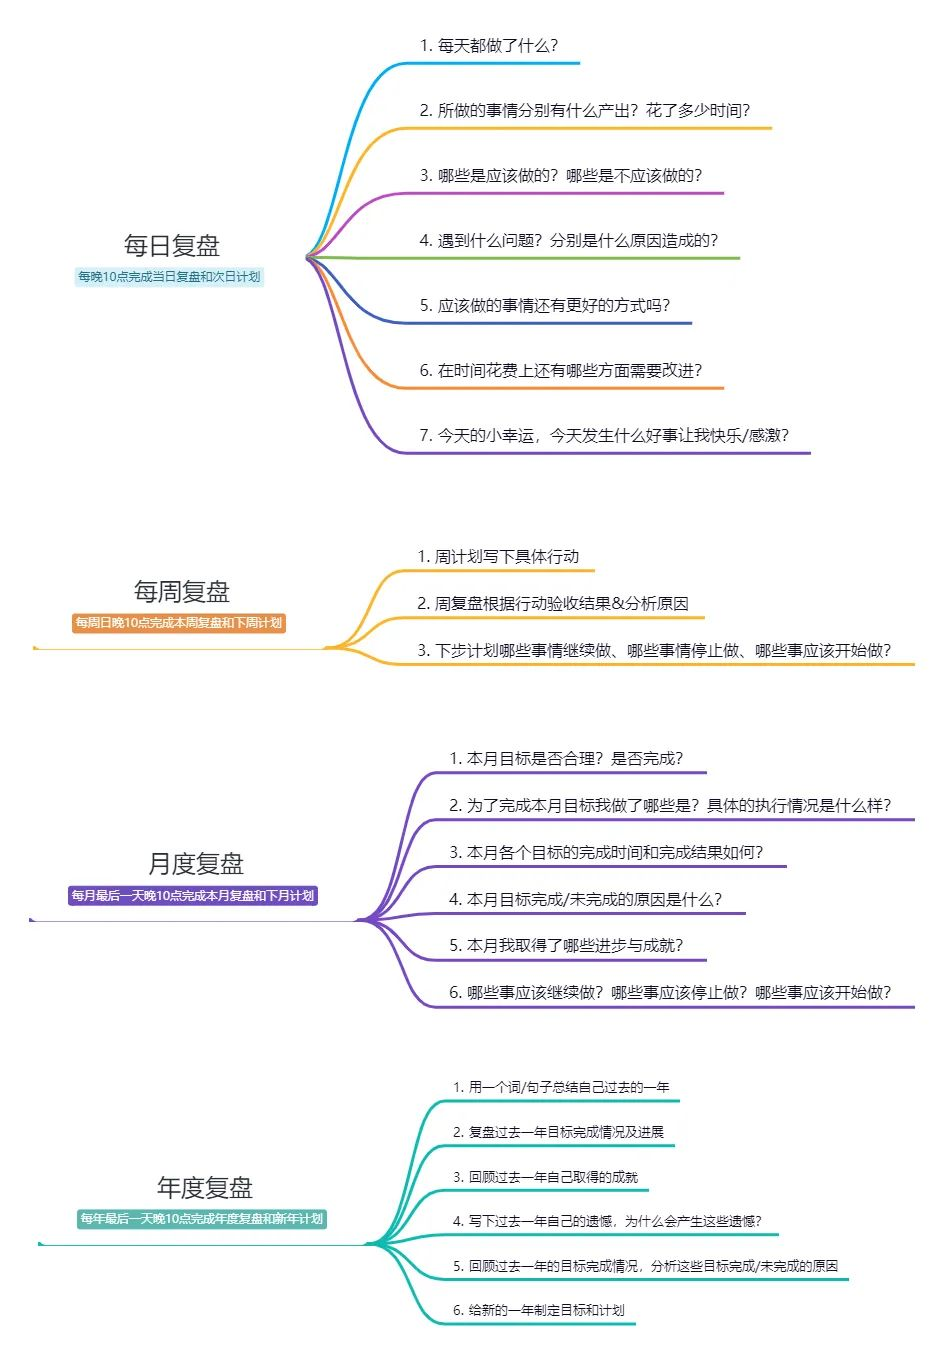 每日复盘
每晚10点完成当日复盘和次日计划
1. 每天都做了什么？
2. 所做的事情分别有什么产出？花了多少时间？
3. 哪些是应该做的？哪些是不应该做的？
4. 遇到什么问题？分别是什么原因造成的？
5. 应该做的事情还有更好的方式吗？
6. 在时间花费上还有哪些方面需要改进？
7. 今天的小幸运，今天发生什么好事让我快乐/感激？
每周复盘
每周日晚10点完成本周复盘和下周计划
1. 周计划写下具体行动
2. 周复盘根据行动验收结果&分析原因
3. 下步计划哪些事情继续做、哪些事情停止做、哪些事应该开始做？
月度复盘
每月最后一天晚10点完成本月复盘和下月计划
1. 本月目标是否合理？是否完成？
2. 为了完成本月目标我做了哪些是？具体的执行情况是什么样？
3. 本月各个目标的完成时间和完成结果如何？
4. 本月目标完成/未完成的原因是什么？
5. 本月我取得了哪些进步与成就？
6. 哪些事应该继续做？哪些事应该停止做？哪些事应该开始做？
年度复盘
每年最后一天晚10点完成年度复盘和新年计划
1. 用一个词/句子总结自己过去的一年
2. 复盘过去一年目标完成情况及进展
3. 回顾过去一年自己取得的成就
4. 写下过去一年自己的遗憾，为什么会产生这些遗憾？
5. 回顾过去一年的目标完成情况，分析这些目标完成/未完成的原因
6. 给新的一年制定目标和计划